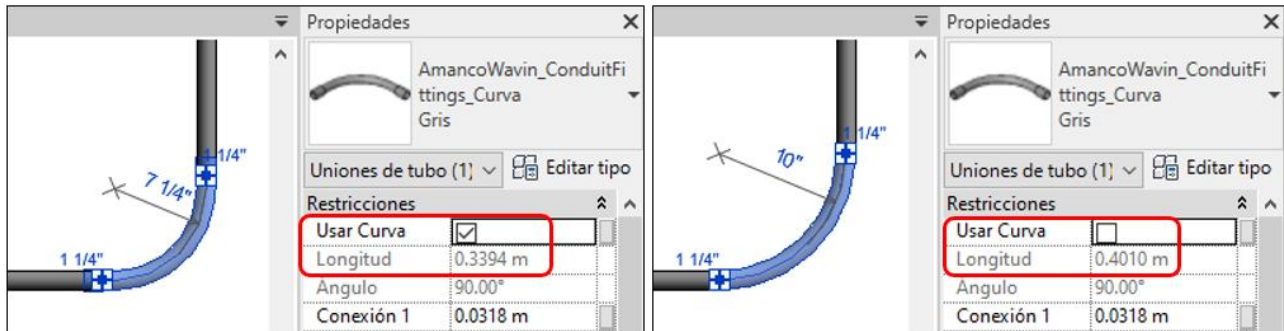 Propiedades
AmancoWavin_ConduitFi
ttings_Curva
Gris
1 1/4"
7 1/4"
Uniones de tubo (1)
Editar tipo
Restricciones
Usar Curva
1 1/4"
Longitud
0.3394 m
Angulo
90.00°
Conexión 1
0.0318 m
Propiedades
AmancoWavin_ConduitFi
ttings_Curva
Gris
1 1/4"
10"
Uniones de tubo (1)
Editar tipo
Restricciones
Usar Curva
1 1/4"
Longitud
0.4010 m
Angulo
90.00°
Conexión 1
0.0318 m